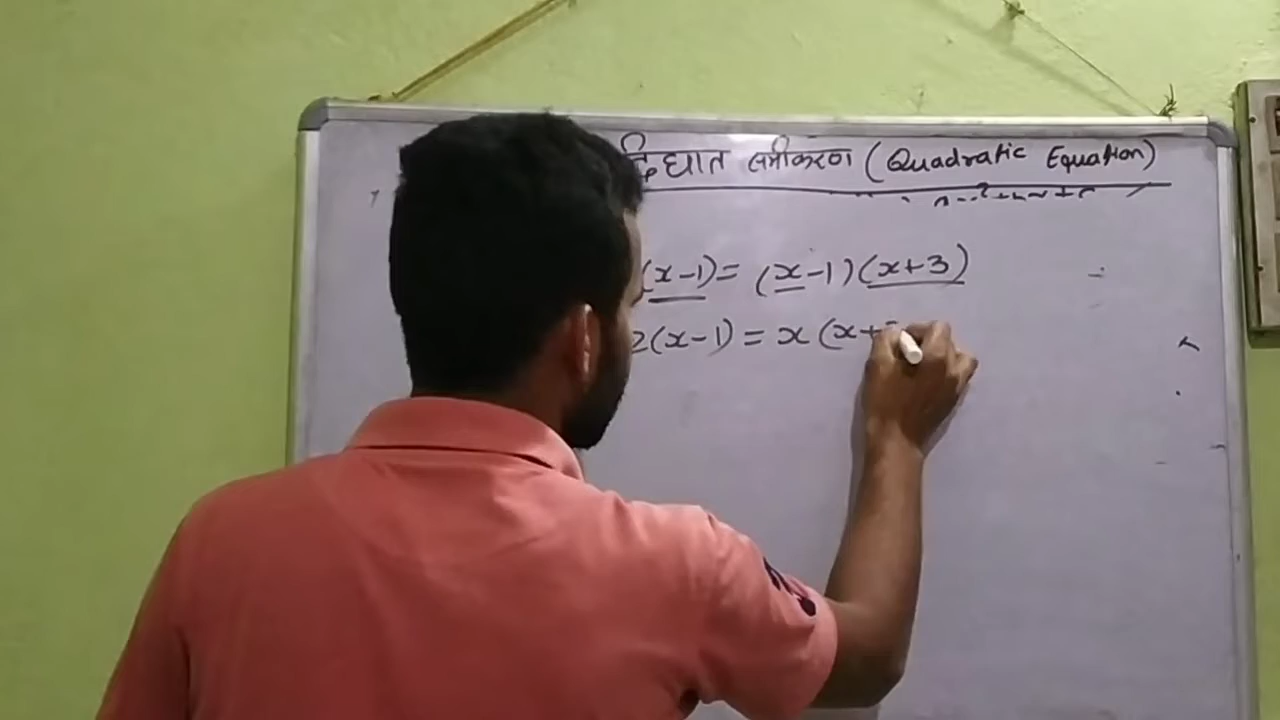 द्विघात समीकरण (Quadratic Equation)
(x-1) = (x-1)(x+3)
2(x-1) = x(x+